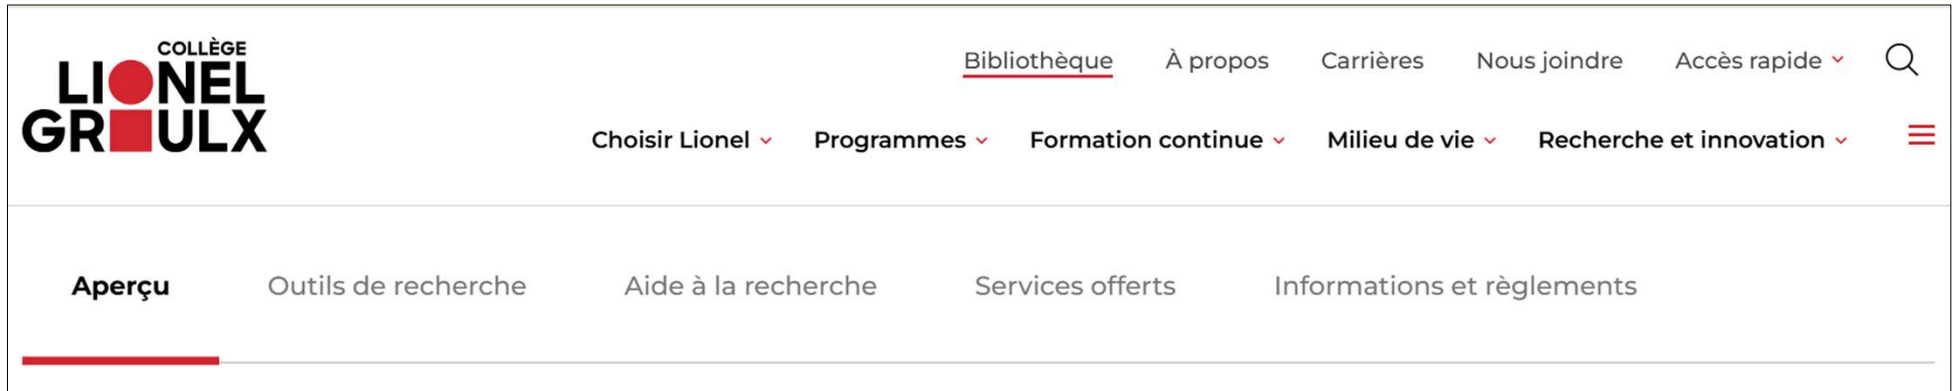 COLLÈGE
LIONEL
GROULX
Bibliothèque À propos Carrières Nous joindre Accès rapide
Choisir Lionel Programmes Formation continue Milieu de vie Recherche et innovation
Aperçu Outils de recherche Aide à la recherche Services offerts Informations et règlements